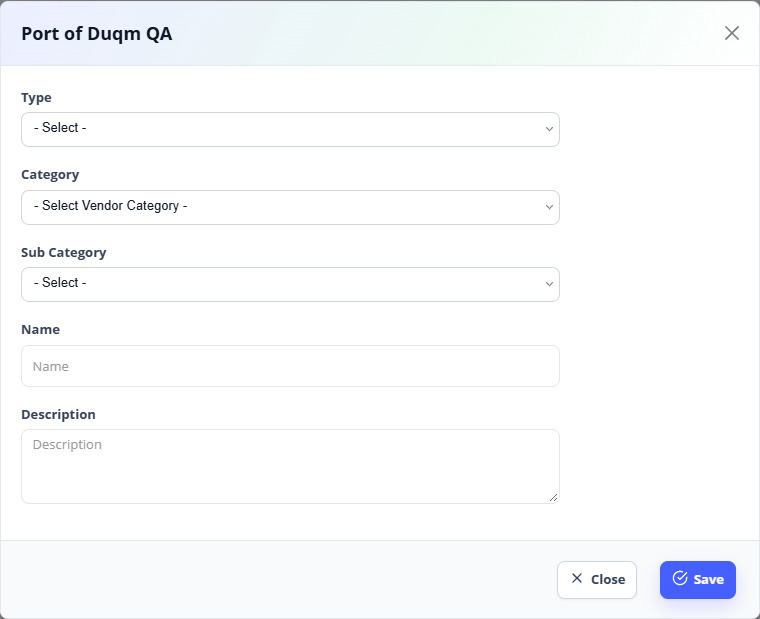 Port of Duqm QA
Type
- Select -
Category
- Select Vendor Category -
Sub Category
- Select -
Name
Name
Description
Description
Close
Save